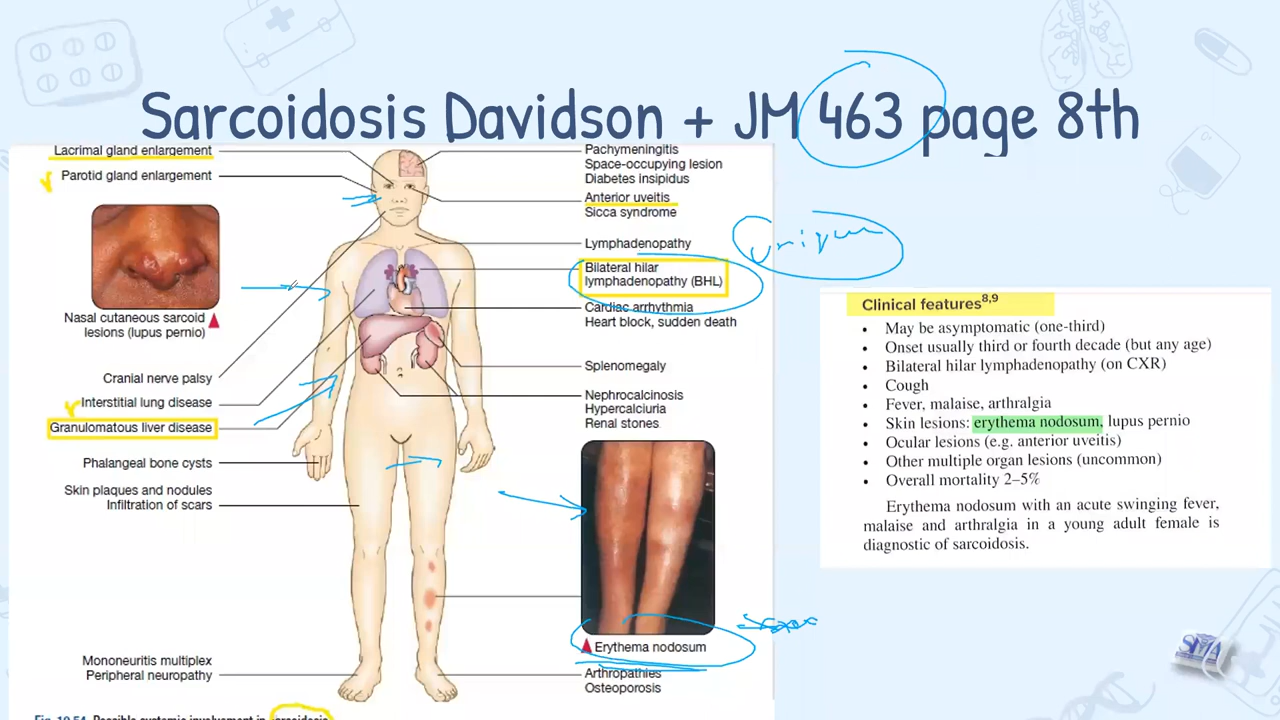 Sarcoidosis Davidson + JM 463 page 8th
Lacrimal gland enlargement
Parotid gland enlargement
Nasal cutaneous sarcoid
lesions (lupus pernio)
Cranial nerve palsy
Interstitial lung disease
Granulomatous liver disease
Phalangeal bone cysts
Skin plaques and nodules
Infiltration of scars
Mononeuritis multiplex
Peripheral neuropathy
Pachymeningitis
Space-occupying lesion
Diabetes insipidus
Anterior uveitis
Sicca syndrome
Lymphadenopathy
Bilateral hilar
lymphadenopathy (BHL)
Cardiac arrhythmia
Heart block, sudden death
Splenomegaly
Nephrocalcinosis
Hypercalciuria
Renal stones
Erythema nodosum
Arthropathies
Osteoporosis
Clinical features8,9
• May be asymptomatic (one-third)
• Onset usually third or fourth decade (but any age)
• Bilateral hilar lymphadenopathy (on CXR)
• Cough
• Fever, malaise, arthralgia
• Skin lesions: erythema nodosum, lupus pernio
• Ocular lesions (e.g. anterior uveitis)
• Other multiple organ lesions (uncommon)
• Overall mortality 2–5%
Erythema nodosum with an acute swinging fever,
malaise and arthralgia in a young adult female is
diagnostic of sarcoidosis.